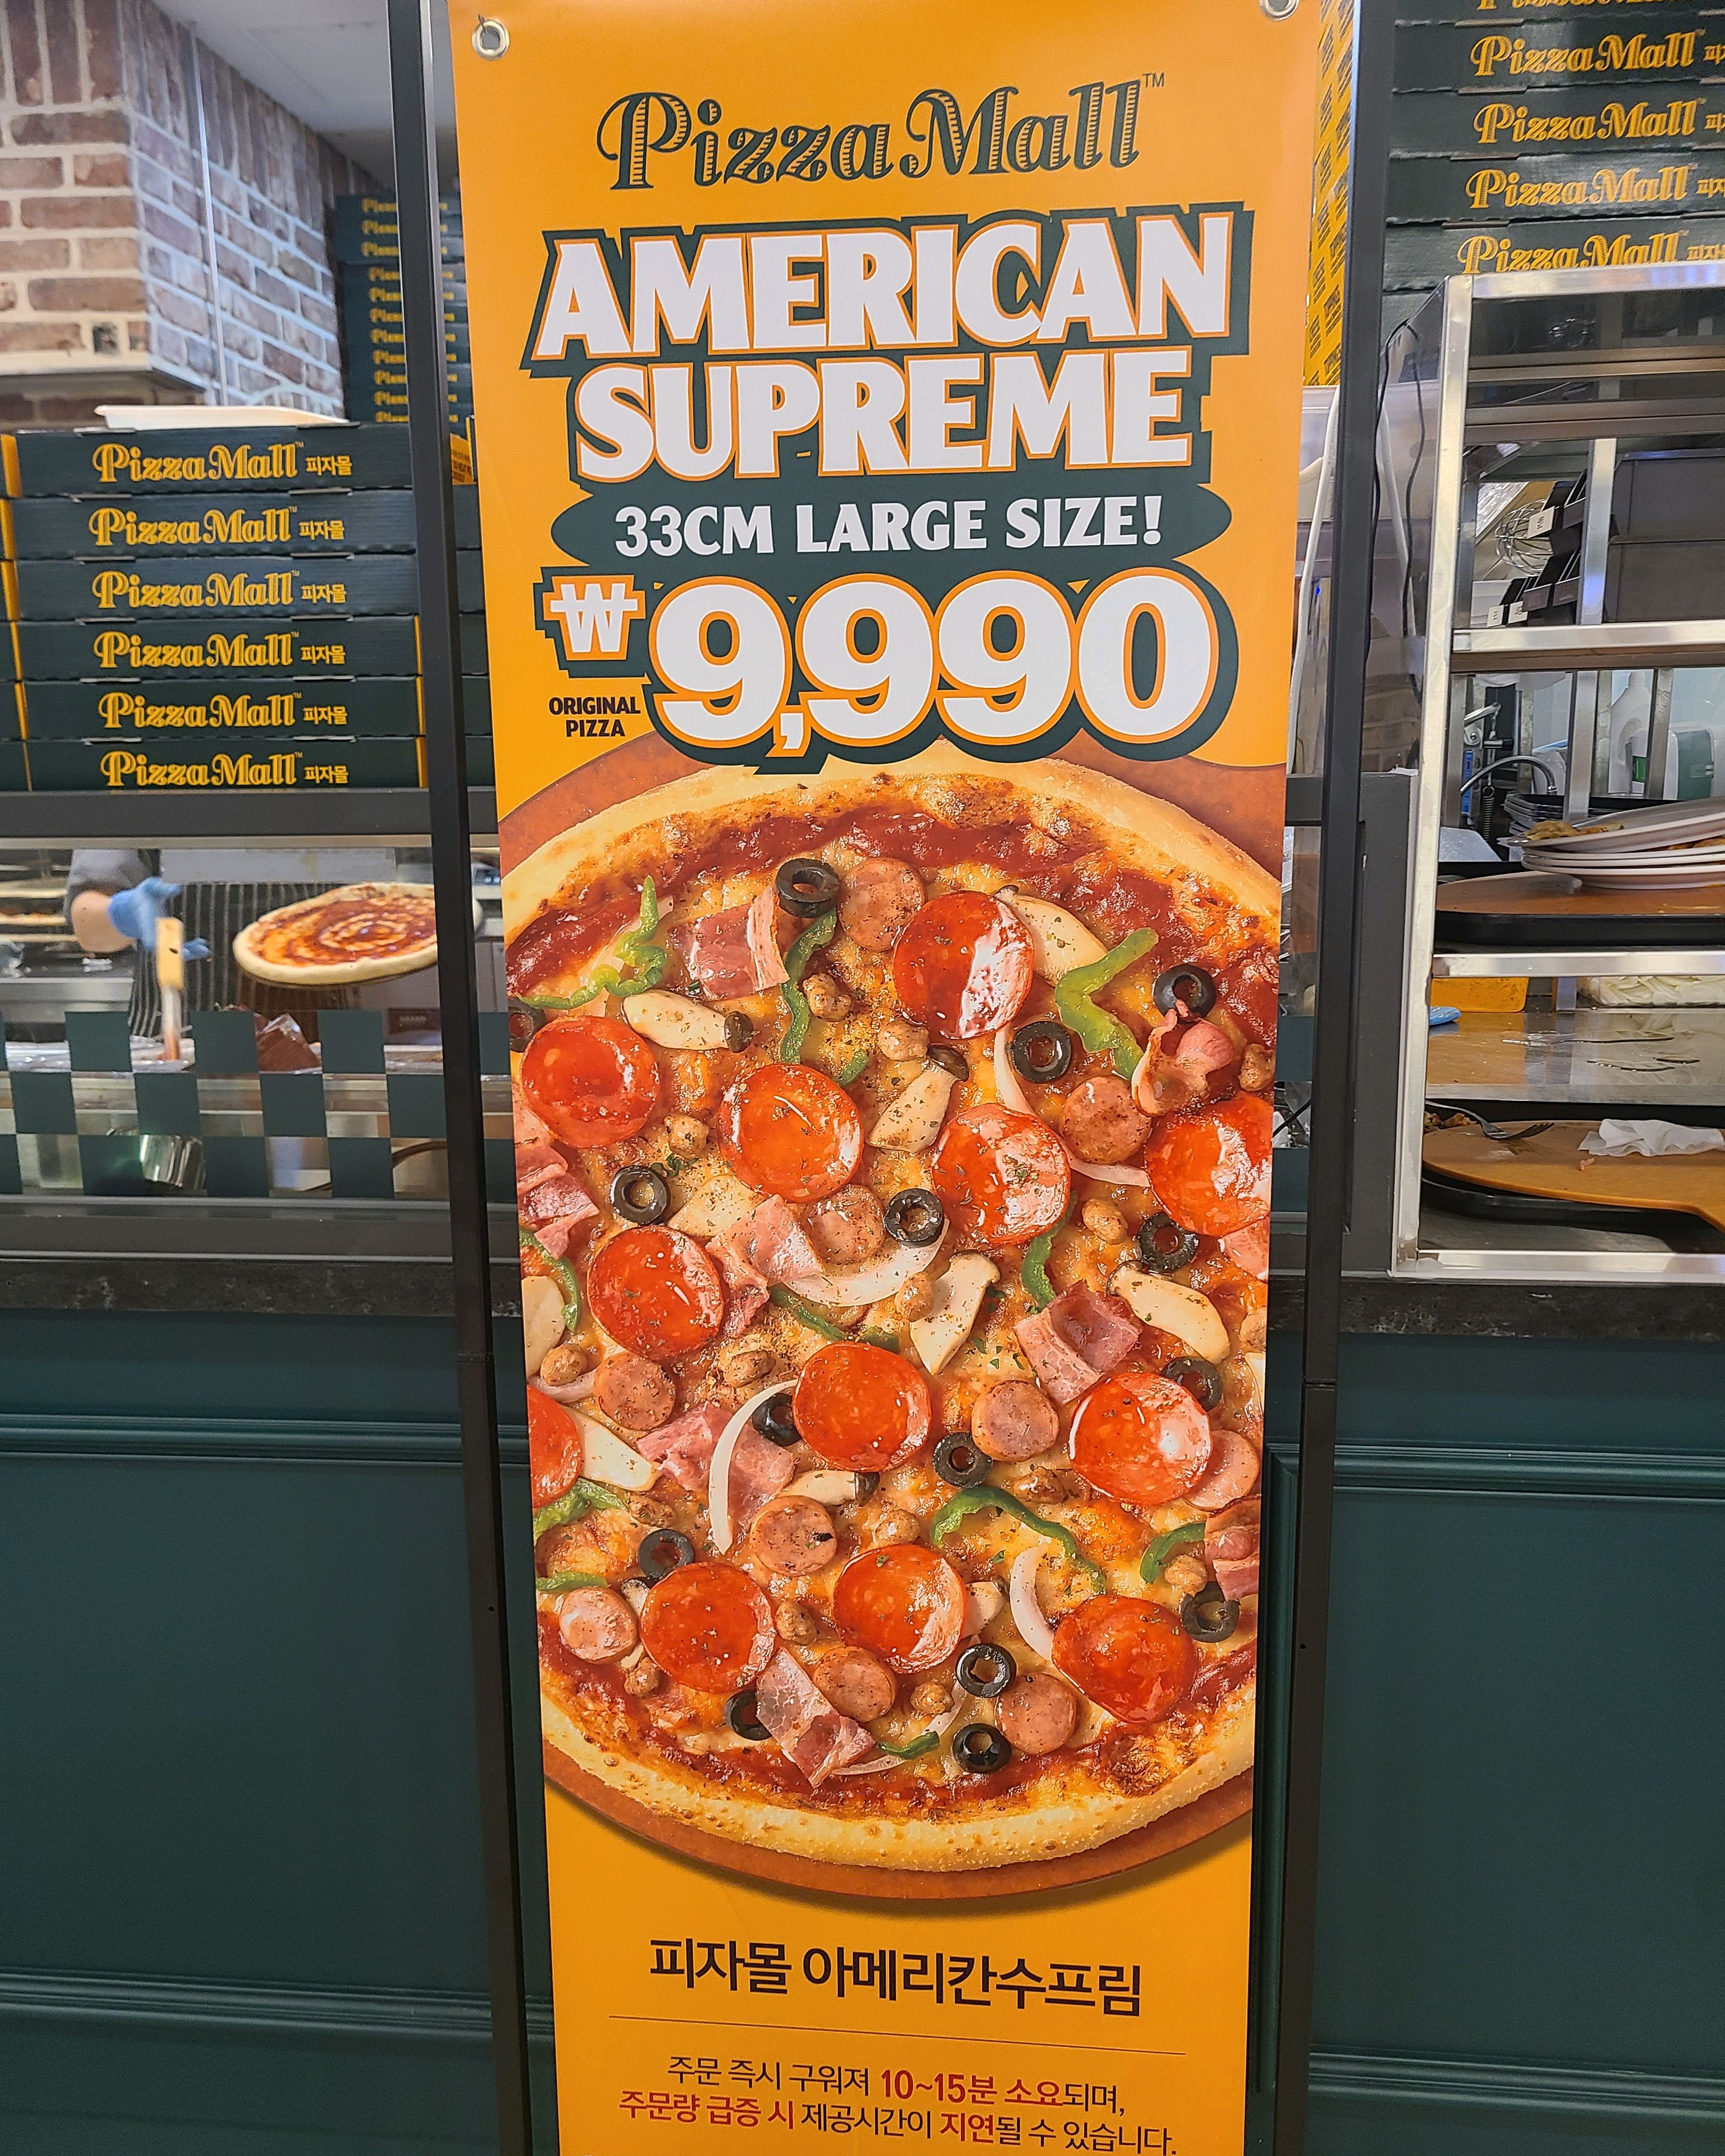 PizzaMall™
AMERICAN
SUPREME
33CM LARGE SIZE!
₩9,990
ORIGINAL
PIZZA
피자몰 아메리칸수프림
주문 즉시 구워져 10~15분 소요되며,
주문량 급증 시 제공시간이 지연될 수 있습니다.
PizzaMall™ 피자몰
PizzaMall™ 피자몰
PizzaMall™ 피자몰
PizzaMall™ 피자몰
PizzaMall™ 피자몰
PizzaMall™ 피자몰
PizzaMall
PizzaMall
PizzaMall
PizzaMall